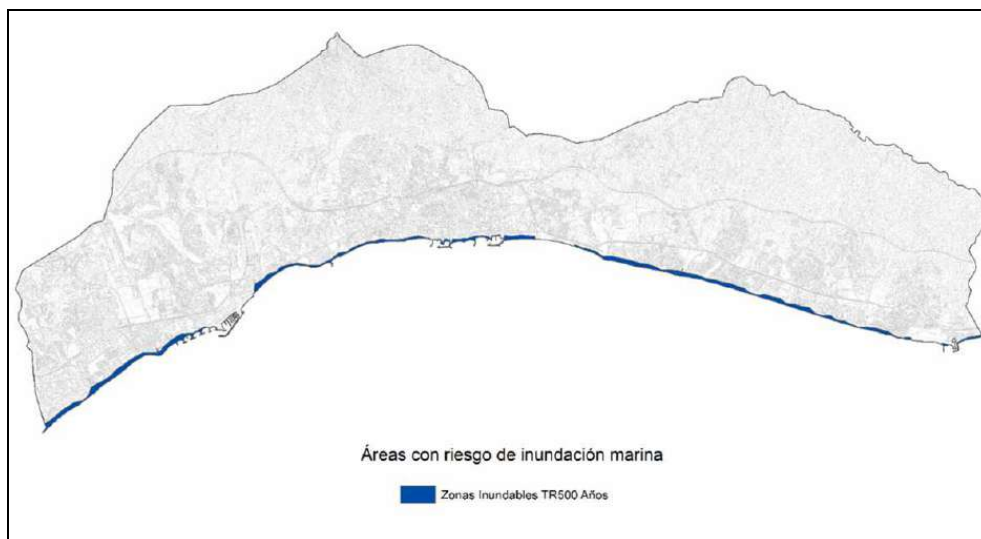 Áreas con riesgo de inundación marina
Zonas Inundables TR500 Años